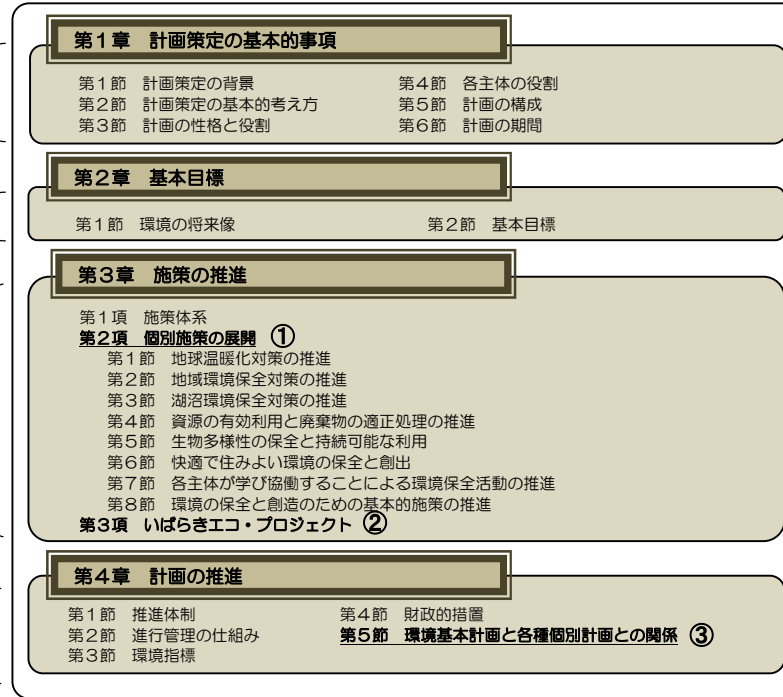 第1章 計画策定の基本的事項
第1節 計画策定の背景
第2節 計画策定の基本的考え方
第3節 計画の性格と役割
第4節 各主体の役割
第5節 計画の構成
第6節 計画の期間
第2章 基本目標
第1節 環境の将来像
第2節 基本目標
第3章 施策の推進
第1項 施策体系
第2項 個別施策の展開 ①
第1節 地球温暖化対策の推進
第2節 地域環境保全対策の推進
第3節 湖沼環境保全対策の推進
第4節 資源の有効利用と廃棄物の適正処理の推進
第5節 生物多様性の保全と持続可能な利用
第6節 快適で住みよい環境の保全と創出
第7節 各主体が学び協働することによる環境保全活動の推進
第8節 環境の保全と創造のための基本的施策の推進
第3項 いばらきエコ・プロジェクト ②
第4章 計画の推進
第1節 推進体制
第2節 進行管理の仕組み
第3節 環境指標
第4節 財政的措置
第5節 環境基本計画と各種個別計画との関係 ③